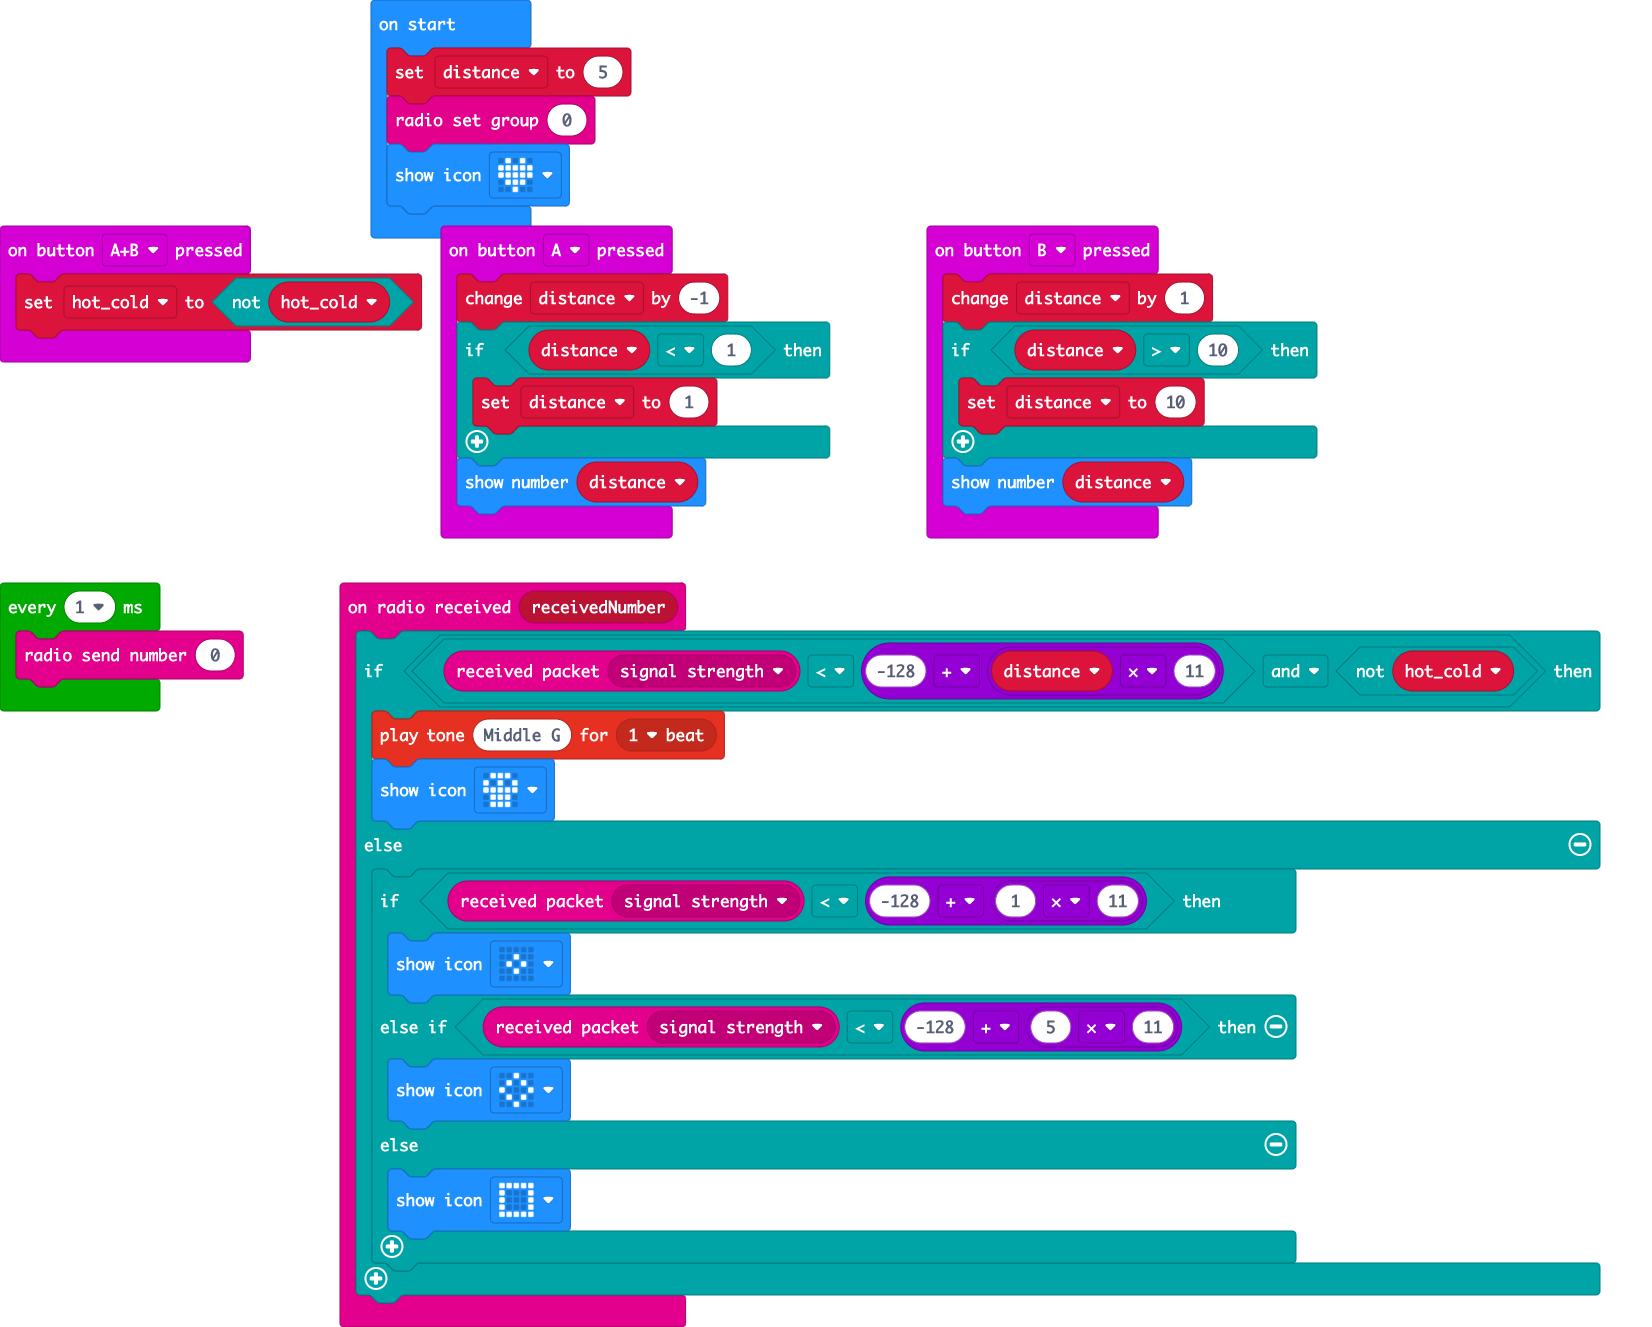 on start
set distance to 5
radio set group 0
show icon
on button A+B pressed
set hot_cold to not hot_cold
on button A pressed
change distance by -1
if distance < 1 then
set distance to 1
show number distance
on button B pressed
change distance by 1
if distance > 10 then
set distance to 10
show number distance
every 1 ms
radio send number 0
on radio received receivedNumber
if received packet signal strength < -128 + distance × 11 and not hot_cold then
play tone Middle G for 1 beat
show icon
else
if received packet signal strength < -128 + 1 × 11 then
show icon
else if received packet signal strength < -128 + 5 × 11 then
show icon
else
show icon